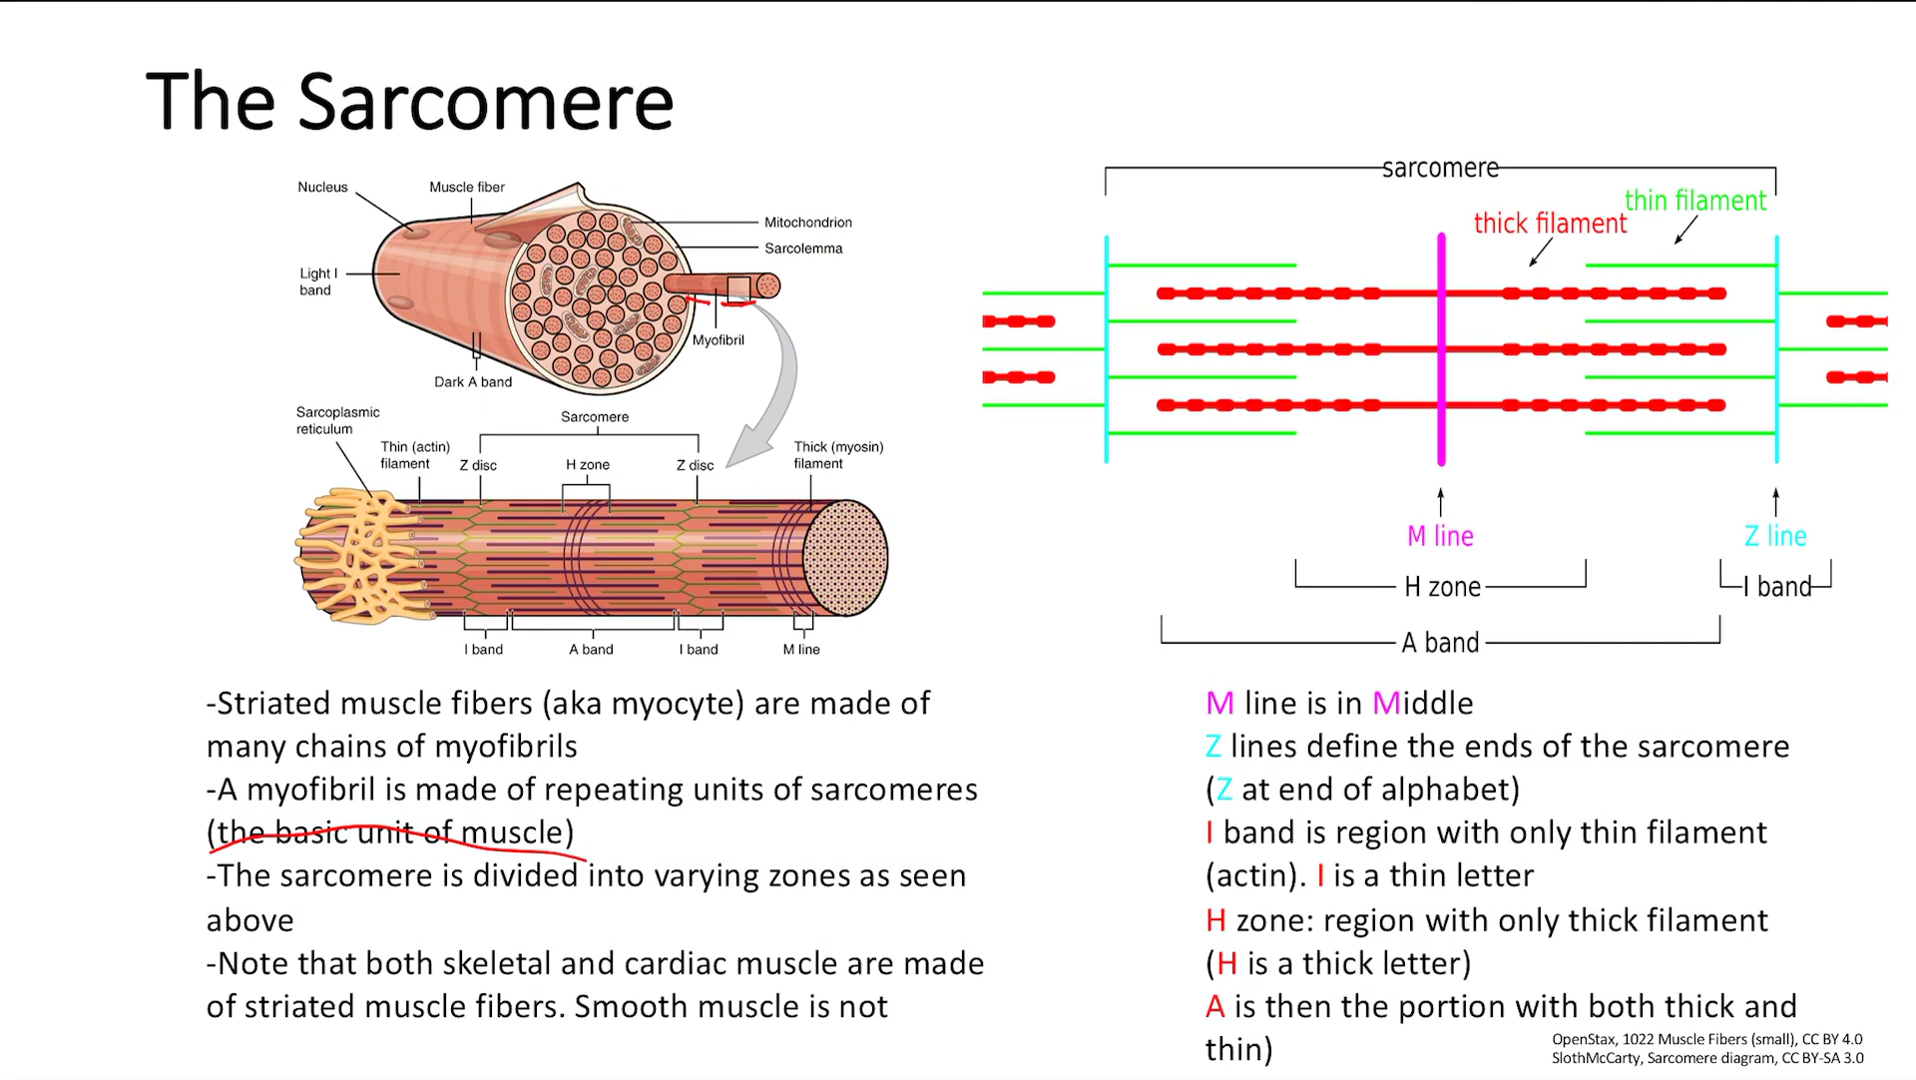 The Sarcomere
Nucleus
Muscle fiber
Mitochondrion
Sarcolemma
Light I
band
Myofibril
Dark A band
Sarcoplasmic
reticulum
Sarcomere
Thin (actin)
filament
Z disc
H zone
Z disc
Thick (myosin)
filament
I band
A band
I band
M line
sarcomere
thin filament
thick filament
M line
Z line
H zone
I band
A band
-Striated muscle fibers (aka myocyte) are made of
many chains of myofibrils
-A myofibril is made of repeating units of sarcomeres
(the basic unit of muscle)
-The sarcomere is divided into varying zones as seen
above
-Note that both skeletal and cardiac muscle are made
of striated muscle fibers. Smooth muscle is not
M line is in Middle
Z lines define the ends of the sarcomere
(Z at end of alphabet)
I band is region with only thin filament
(actin). I is a thin letter
H zone: region with only thick filament
(H is a thick letter)
A is then the portion with both thick and
thin)
OpenStax, 1022 Muscle Fibers (small), CC BY 4.0
SlothMcCarty, Sarcomere diagram, CC BY-SA 3.0